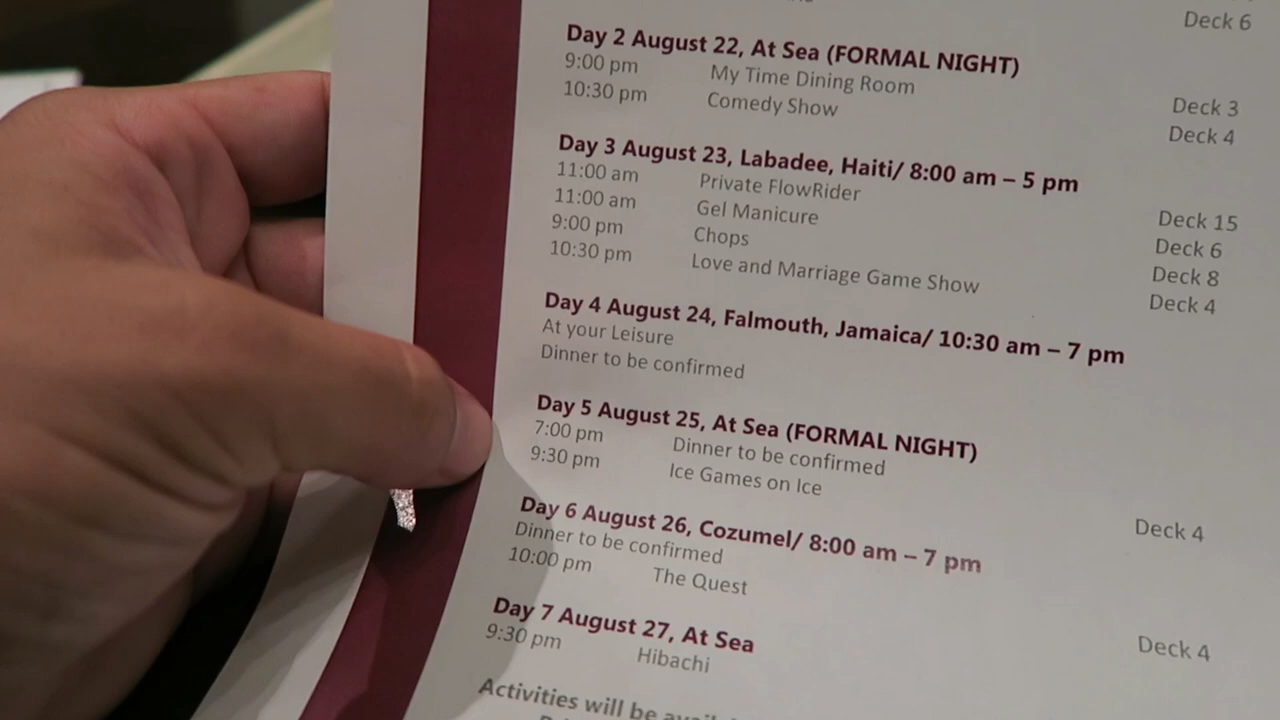 Deck 6
Day 2 August 22, At Sea (FORMAL NIGHT)
9:00 pm My Time Dining Room Deck 3
10:30 pm Comedy Show Deck 4
Day 3 August 23, Labadee, Haiti/ 8:00 am – 5 pm
11:00 am Private FlowRider Deck 15
11:00 am Gel Manicure Deck 6
9:00 pm Chops Deck 8
10:30 pm Love and Marriage Game Show Deck 4
Day 4 August 24, Falmouth, Jamaica/ 10:30 am – 7 pm
At your Leisure
Dinner to be confirmed
Day 5 August 25, At Sea (FORMAL NIGHT)
7:00 pm Dinner to be confirmed
9:30 pm Ice Games on Ice Deck 4
Day 6 August 26, Cozumel/ 8:00 am – 7 pm
Dinner to be confirmed
10:00 pm The Quest Deck 4
Day 7 August 27, At Sea
9:30 pm Hibachi
Activities will be